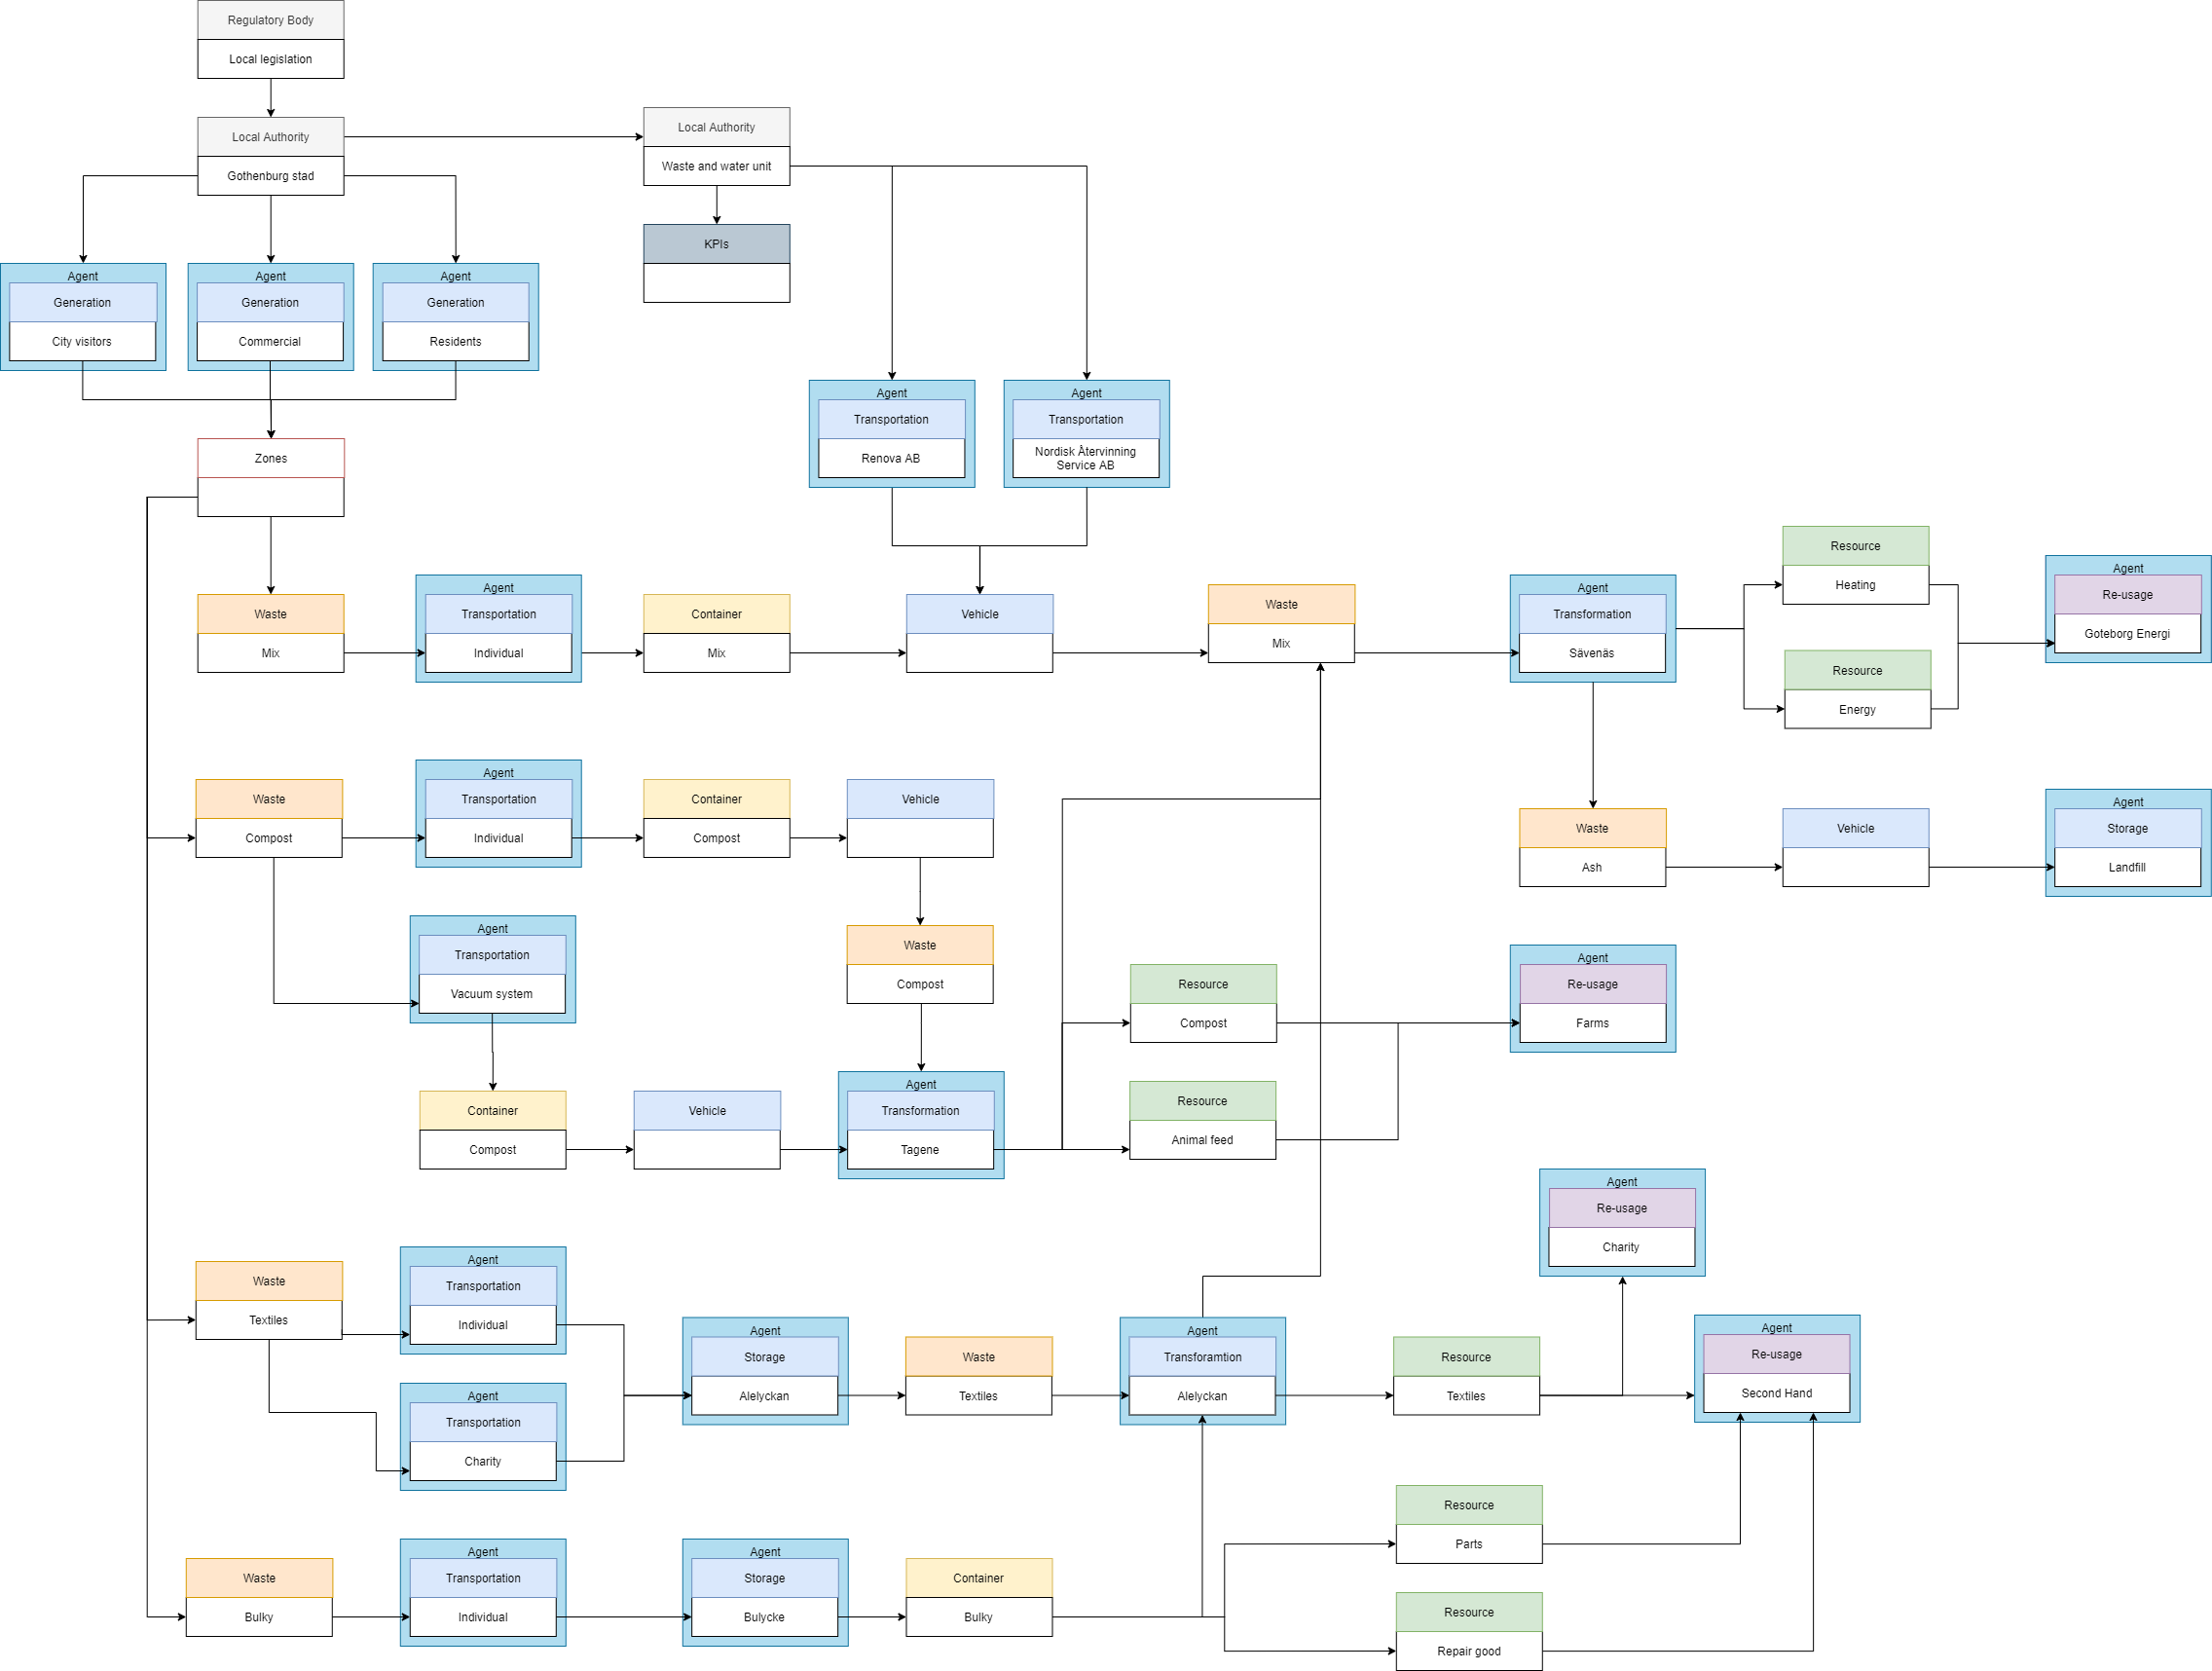 Regulatory Body
Local legislation
Local Authority
Gothenburg stad
Local Authority
Waste and water unit
KPIs
Agent
Generation
City visitors
Agent
Generation
Commercial
Agent
Generation
Residents
Agent
Transportation
Renova AB
Agent
Transportation
Nordisk Återvinning
Service AB
Zones
Waste
Mix
Agent
Transportation
Individual
Container
Mix
Vehicle
Waste
Mix
Agent
Transformation
Sävenäs
Resource
Heating
Resource
Energy
Agent
Re-usage
Goteborg Energi
Waste
Compost
Agent
Transportation
Individual
Container
Compost
Vehicle
Waste
Ash
Vehicle
Agent
Storage
Landfill
Agent
Transportation
Vacuum system
Waste
Compost
Resource
Compost
Agent
Re-usage
Farms
Container
Compost
Vehicle
Agent
Transformation
Tagene
Resource
Animal feed
Agent
Re-usage
Charity
Waste
Textiles
Agent
Transportation
Individual
Agent
Transportation
Charity
Agent
Storage
Alelyckan
Waste
Textiles
Agent
Transforamtion
Alelyckan
Resource
Textiles
Agent
Re-usage
Second Hand
Resource
Parts
Waste
Bulky
Agent
Transportation
Individual
Agent
Storage
Bulycke
Container
Bulky
Resource
Repair good